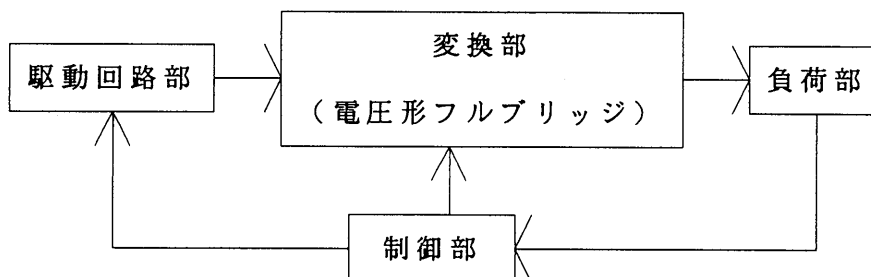 駆動回路部
変換部
(電圧形フルブリッジ)
負荷部
制御部